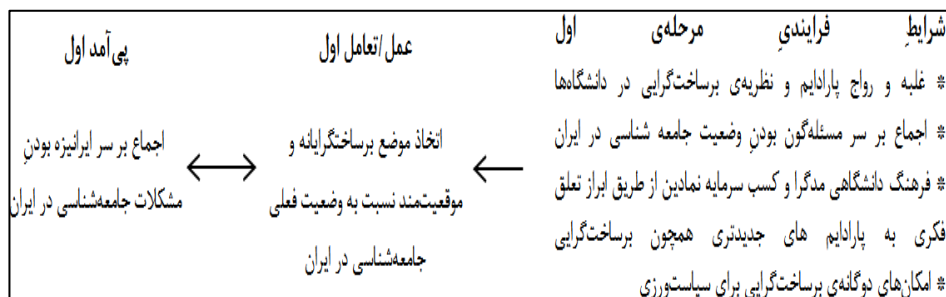 شرایطِ فرایندیِ مرحله‌ی اول
* غلبه و رواج پارادایم و نظریه‌ی برساخت‌گرایی در دانشگاه‌ها
* اجماع بر سر مسئله‌گون بودنِ وضعیت جامعه شناسی در ایران
* فرهنگ دانشگاهی مدگرا و کسب سرمایه نمادین از طریق ابراز تعلق
فکری به پارادایم های جدیدتری همچون برساخت‌گرایی
* امکان‌های دوگانه‌ی برساخت‌گرایی برای سیاست‌ورزی
عمل/تعامل اول
اتخاذ موضع برساختگرایانه و
موقعیت‌مند نسبت به وضعیت فعلی
جامعه‌شناسی در ایران
پی‌آمد اول
اجماع بر سر ایرانیزه بودنِ
مشکلات جامعه‌شناسی در ایران